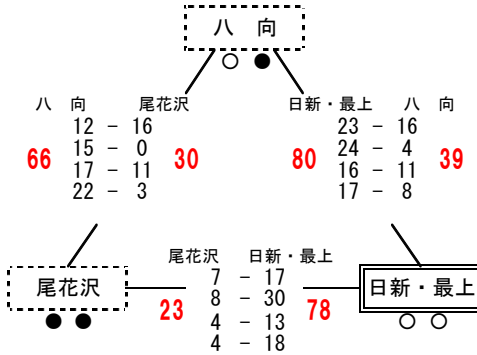 八 向
○ ●
八 向 尾花沢
12 - 16
15 - 0
17 - 11
22 - 3
66 30
日新・最上 八 向
23 - 16
24 - 4
16 - 11
17 - 8
80 39
尾花沢 日新・最上
7 - 17
8 - 30
4 - 13
4 - 18
23 78
尾花沢
● ●
日新・最上
○ ○